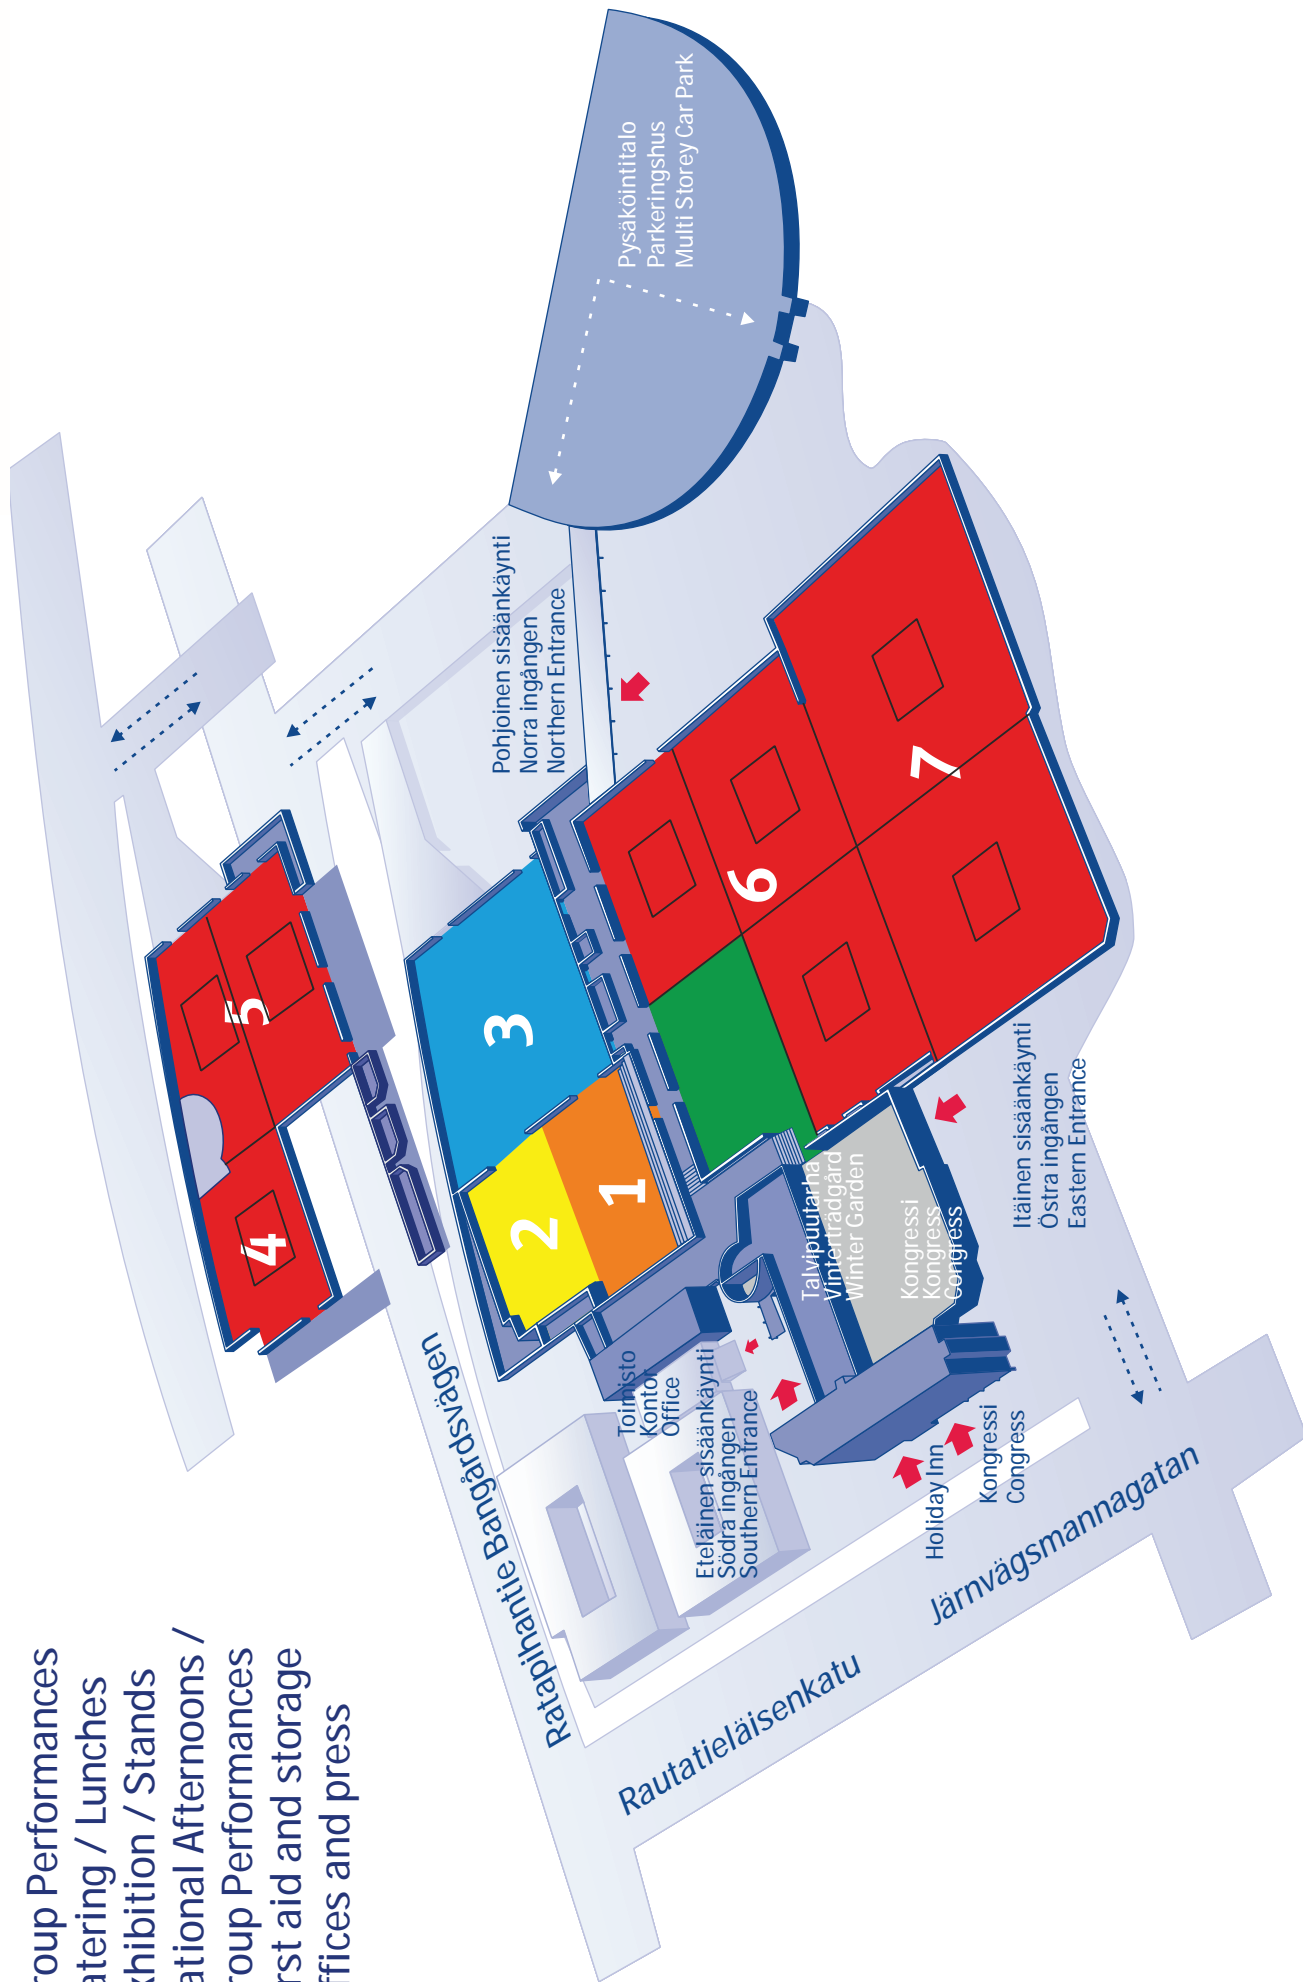 roup Performances
atering / Lunches
xhibition / Stands
ational Afternoons /
roup Performances
rst aid and storage
ffices and press
4
5
Ratapihantie Bangårdsvägen
2
3
1
Pohjoinen sisäänkäynti
Norra ingången
Northern Entrance
Pysäköintitalo
Parkeringshus
Multi Storey Car Park
Toimisto
Kontor
Office
6
7
Eteläinen sisäänkäynti
Södra ingången
Southern Entrance
Talvipuutarha
Vinterträdgård
Winter Garden
Kongressi
Kongress
Congress
Itäinen sisäänkäynti
Östra ingången
Eastern Entrance
Holiday Inn
Kongressi
Congress
Rautatieläisenkatu
Järnvägsmannagatan